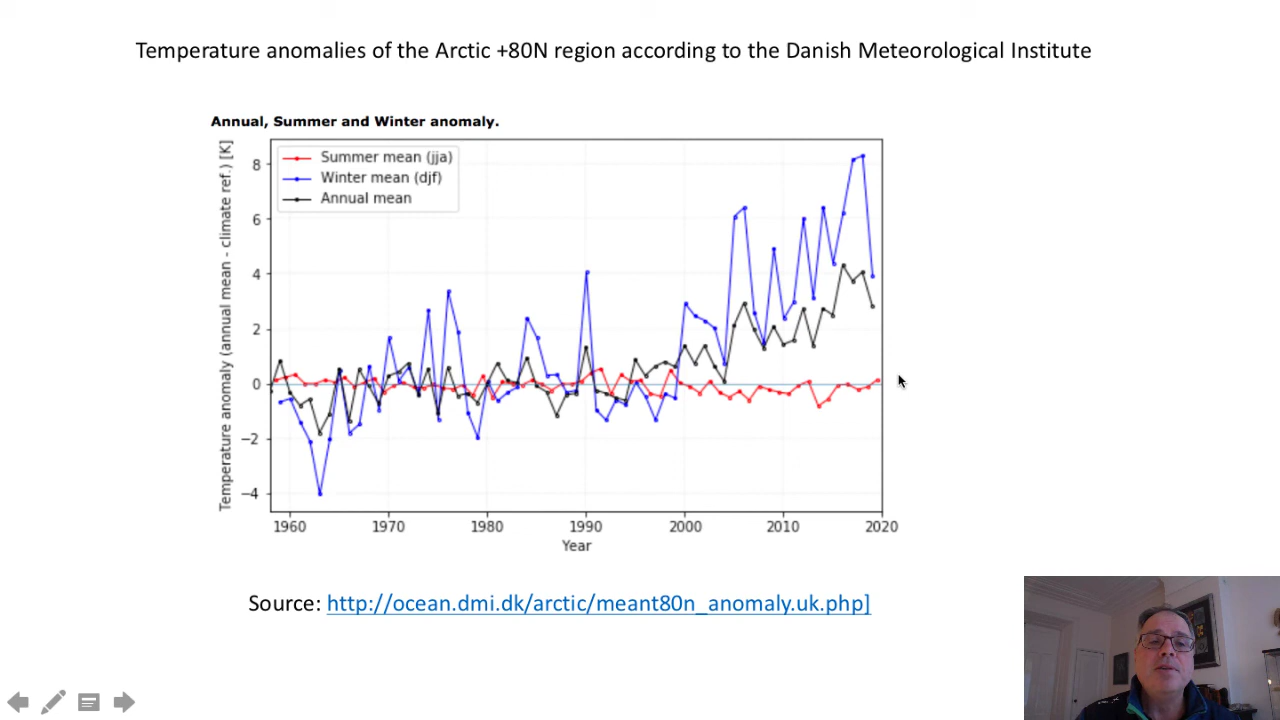 Temperature anomalies of the Arctic +80N region according to the Danish Meteorological Institute
Annual, Summer and Winter anomaly.
Temperature anomaly (annual mean - climate ref.) [K]
Summer mean (jja)
Winter mean (djf)
Annual mean
8
6
4
2
0
−2
−4
1960 1970 1980 1990 2000 2010 2020
Year
Source: http://ocean.dmi.dk/arctic/meant80n_anomaly.uk.php]